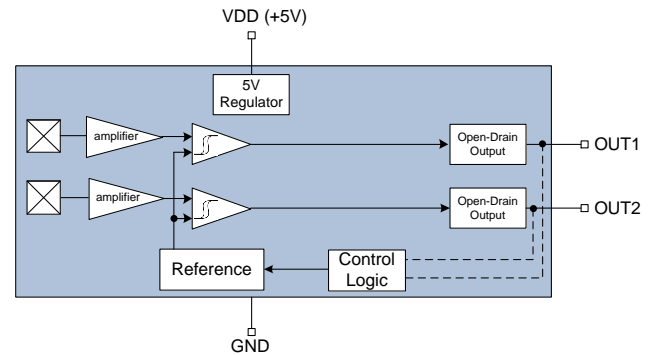 VDD (+5V)
5V
Regulator
amplifier
Open-Drain
Output
OUT1
amplifier
Open-Drain
Output
OUT2
Reference
Control
Logic
GND